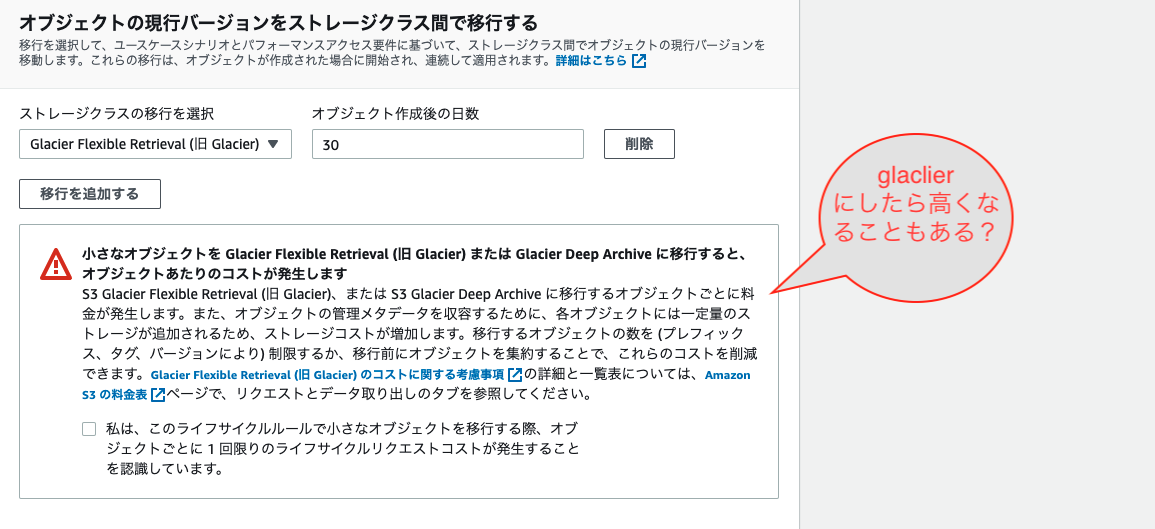 オブジェクトの現行バージョンをストレージクラス間で移行する
移行を選択して、ユースケースシナリオとパフォーマンスアクセス要件に基づいて、ストレージクラス間でオブジェクトの現行バージョンを
移動します。これらの移行は、オブジェクトが作成された場合に開始され、連続して適用されます。詳細はこちら
ストレージクラスの移行を選択
オブジェクト作成後の日数
Glacier Flexible Retrieval (旧 Glacier)
30
削除
移行を追加する
小さなオブジェクトを Glacier Flexible Retrieval (旧 Glacier) または Glacier Deep Archive に移行すると、
オブジェクトあたりのコストが発生します
S3 Glacier Flexible Retrieval (旧 Glacier)、または S3 Glacier Deep Archive に移行するオブジェクトごとに料
金が発生します。また、オブジェクトの管理メタデータを収容するために、各オブジェクトには一定量のス
トレージが追加されるため、ストレージコストが増加します。移行するオブジェクトの数を (プレフィック
ス、タグ、バージョンにより) 制限するか、移行前にオブジェクトを集約することで、これらのコストを削減
できます。Glacier Flexible Retrieval (旧 Glacier) のコストに関する考慮事項の詳細と一覧表については、Amazon
S3 の料金表ページで、リクエストとデータ取り出しのタブを参照してください。
私は、このライフサイクルルールで小さなオブジェクトを移行する際、オブ
ジェクトごとに 1 回限りのライフサイクルリクエストコストが発生すること
を認識しています。
glaclier
にしたら高くな
ることもある？